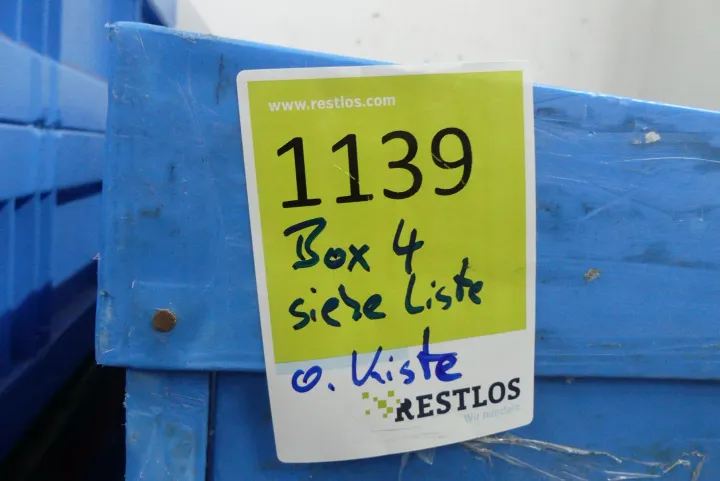 www.restlos.com
1139
Box 4
siehe Liste
o. Kiste
RESTLOS